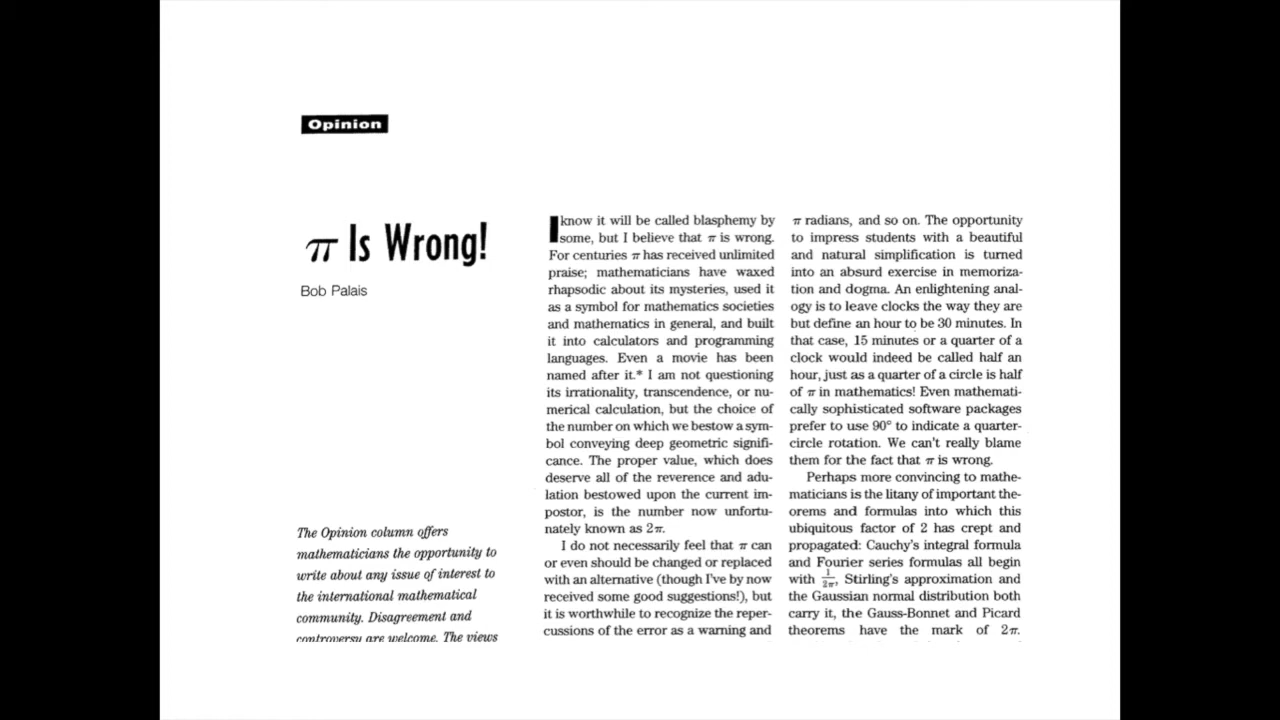 Opinion
π Is Wrong!
Bob Palais
The Opinion column offers
mathematicians the opportunity to
write about any issue of interest to
the international mathematical
community. Disagreement and
controversy are welcome. The views
I know it will be called blasphemy by
some, but I believe that π is wrong.
For centuries π has received unlimited
praise; mathematicians have waxed
rhapsodic about its mysteries, used it
as a symbol for mathematics societies
and mathematics in general, and built
it into calculators and programming
languages. Even a movie has been
named after it.* I am not questioning
its irrationality, transcendence, or nu-
merical calculation, but the choice of
the number on which we bestow a sym-
bol conveying deep geometric signifi-
cance. The proper value, which does
deserve all of the reverence and adu-
lation bestowed upon the current im-
postor, is the number now unfortu-
nately known as 2π.
I do not necessarily feel that π can
or even should be changed or replaced
with an alternative (though I've by now
received some good suggestions!), but
it is worthwhile to recognize the reper-
cussions of the error as a warning and
π radians, and so on. The opportunity
to impress students with a beautiful
and natural simplification is turned
into an absurd exercise in memoriza-
tion and dogma. An enlightening anal-
ogy is to leave clocks the way they are
but define an hour to be 30 minutes. In
that case, 15 minutes or a quarter of a
clock would indeed be called half an
hour, just as a quarter of a circle is half
of π in mathematics! Even mathemati-
cally sophisticated software packages
prefer to use 90° to indicate a quarter-
circle rotation. We can't really blame
them for the fact that π is wrong.
Perhaps more convincing to mathe-
maticians is the litany of important the-
orems and formulas into which this
ubiquitous factor of 2 has crept and
propagated: Cauchy's integral formula
and Fourier series formulas all begin
with 1/2π, Stirling's approximation and
the Gaussian normal distribution both
carry it, the Gauss-Bonnet and Picard
theorems have the mark of 2π.